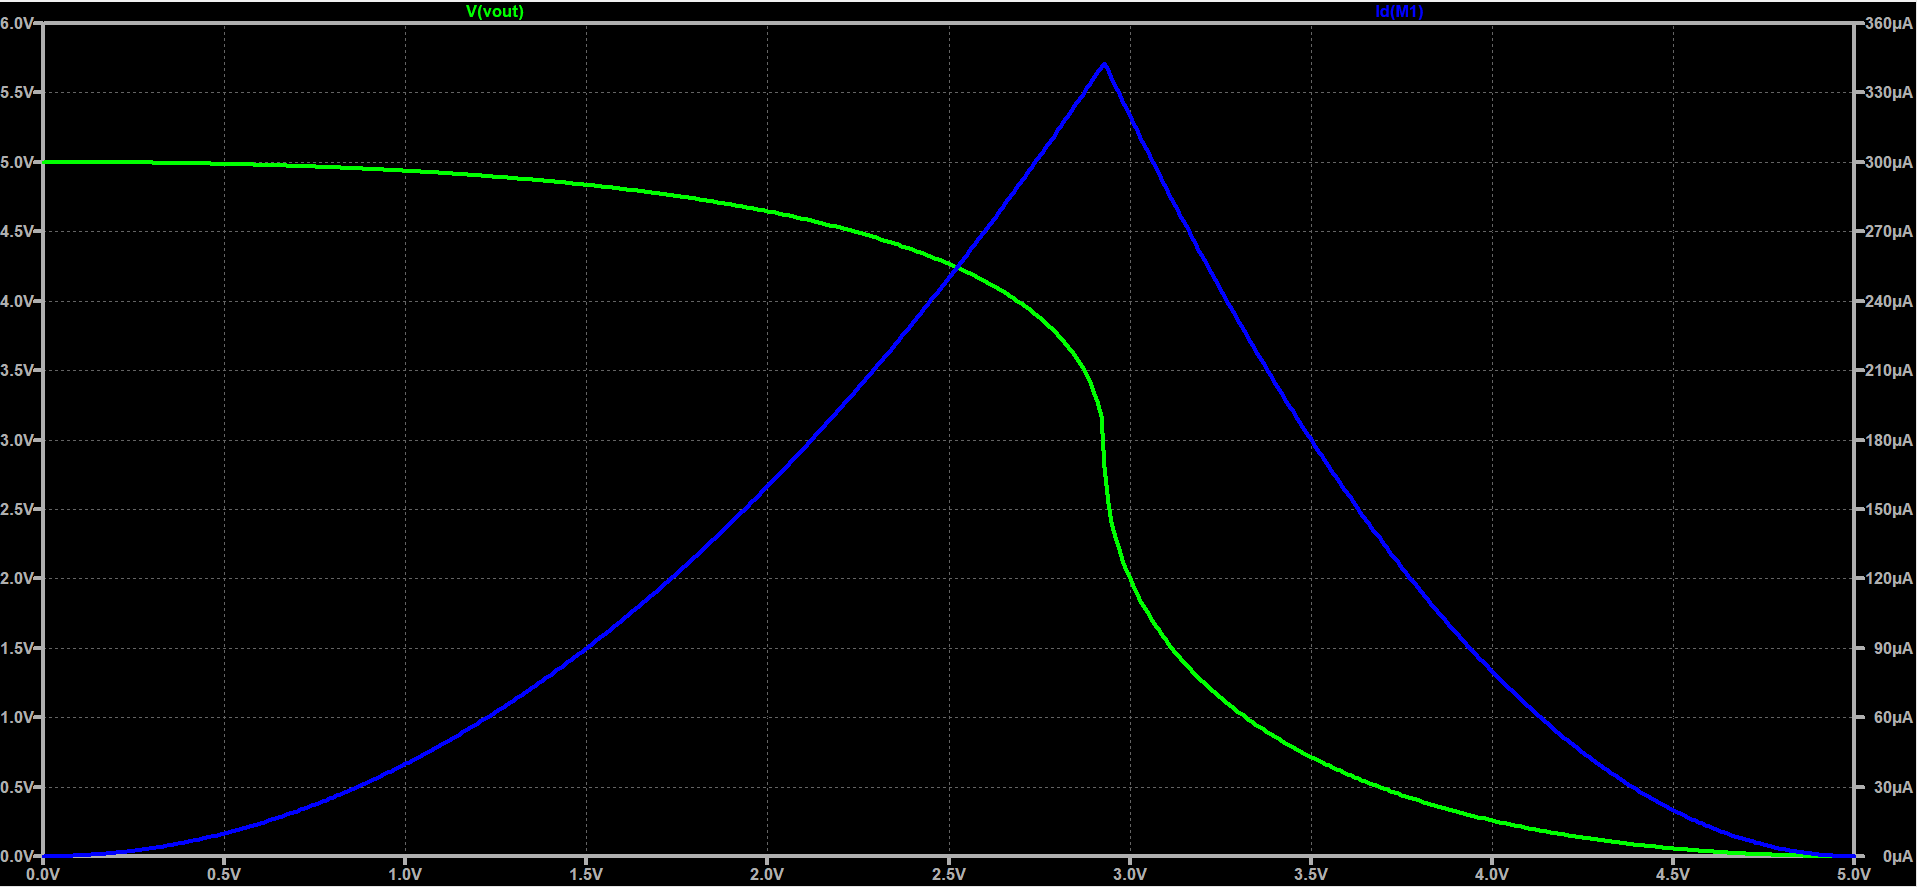 V(vout) Id(M1)
6.0V 360µA
5.5V 330µA
5.0V 300µA
4.5V 270µA
4.0V 240µA
3.5V 210µA
3.0V 180µA
2.5V 150µA
2.0V 120µA
1.5V 90µA
1.0V 60µA
0.5V 30µA
0.0V 0µA
0.0V 0.5V 1.0V 1.5V 2.0V 2.5V 3.0V 3.5V 4.0V 4.5V 5.0V